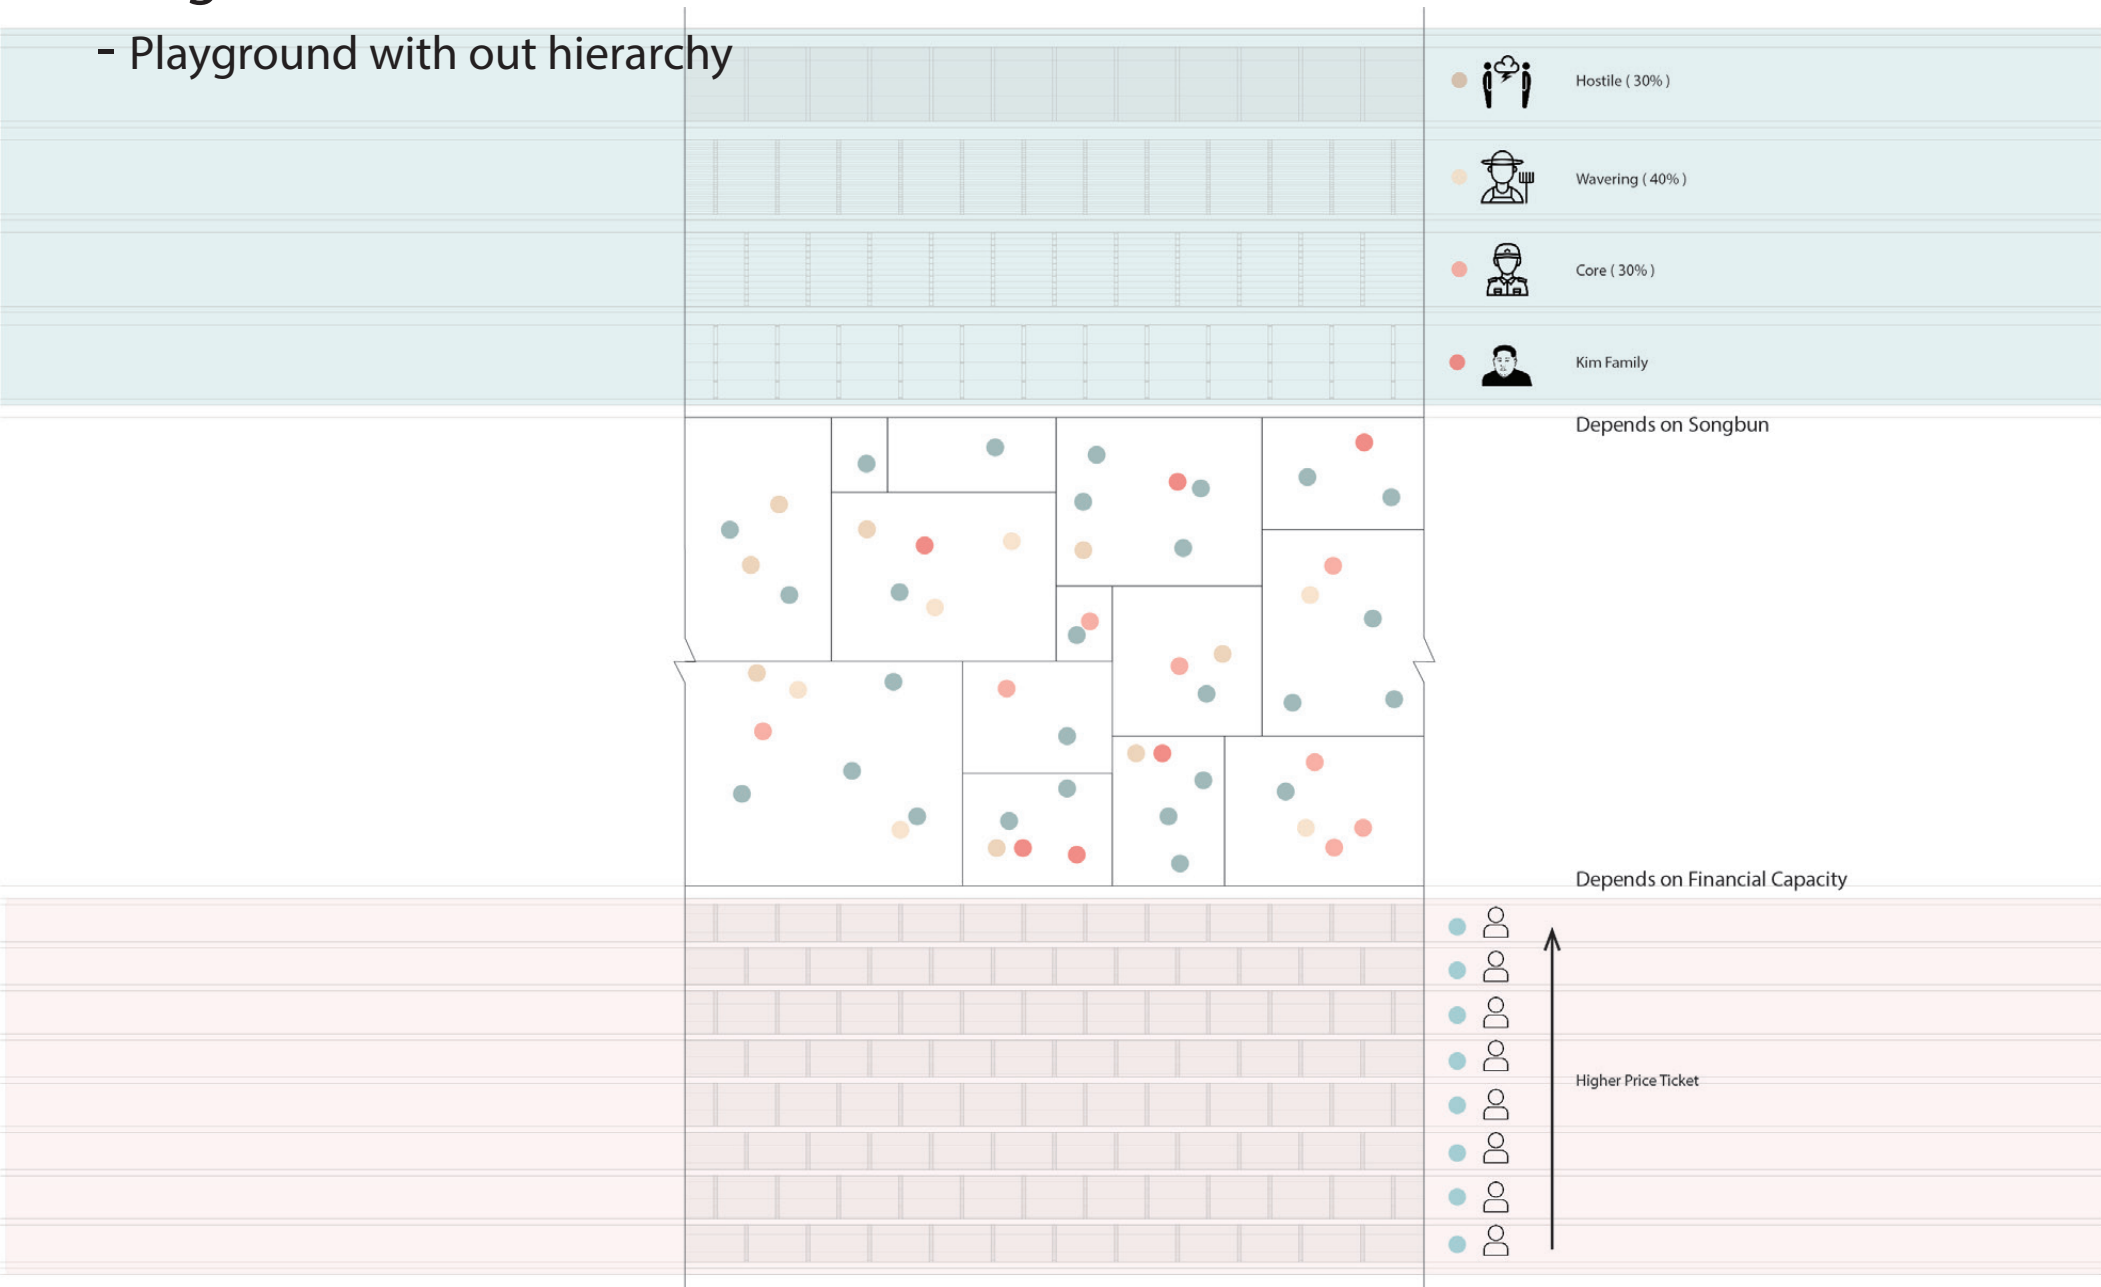 - Playground with out hierarchy
Hostile ( 30% )
Wavering ( 40% )
Core ( 30% )
Kim Family
Depends on Songbun
Depends on Financial Capacity
Higher Price Ticket